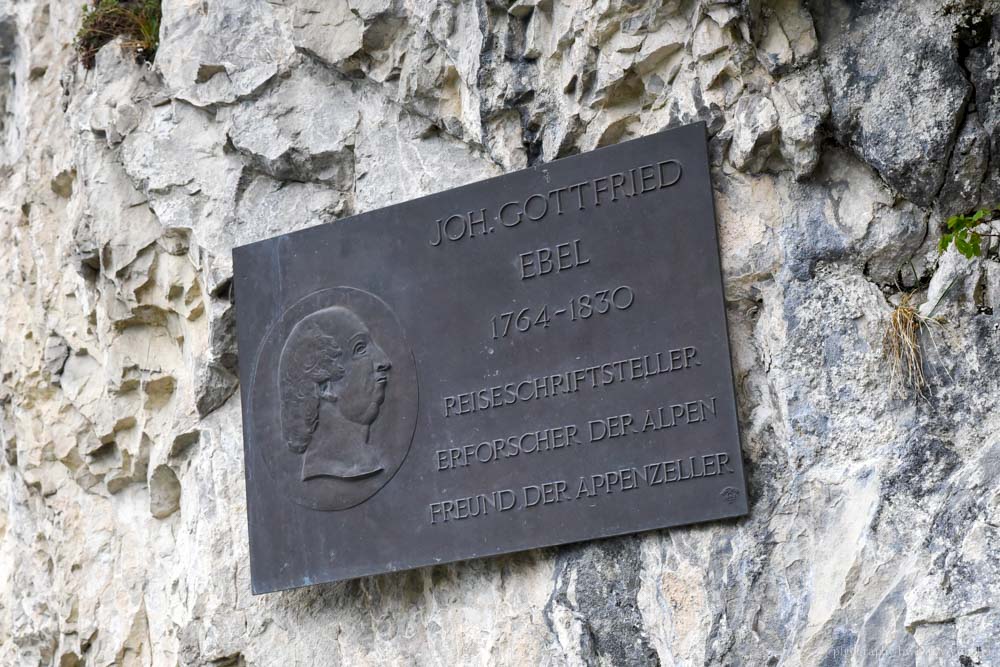 JOH. GOTTFRIED
EBEL
1764-1830
REISESCHRIFTSTELLER
ERFORSCHER DER ALPEN
FREUND DER APPENZELLER